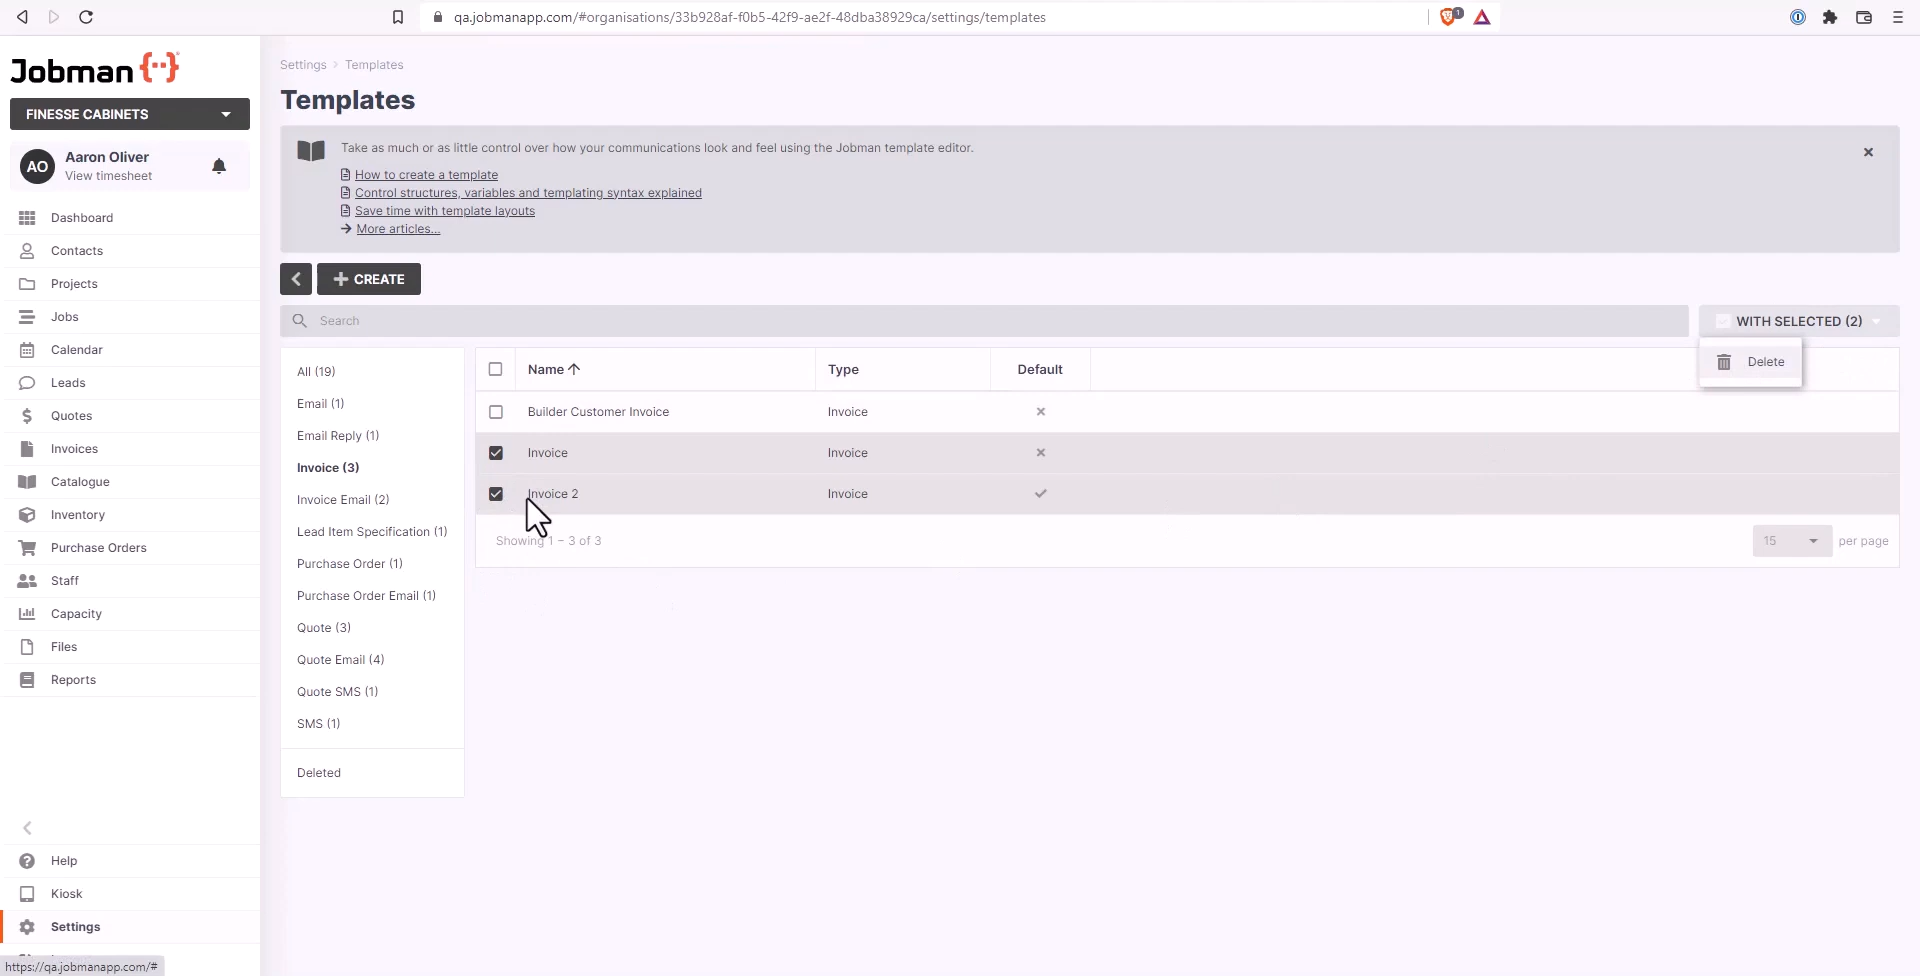 qa.jobmanapp.com/#organisations/33b928af-f0b5-42f9-ae2f-48dba38929ca/settings/templates
1
Jobman
FINESSE CABINETS
AO
Aaron Oliver
View timesheet
Dashboard
Contacts
Projects
Jobs
Calendar
Leads
Quotes
Invoices
Catalogue
Inventory
Purchase Orders
Staff
Capacity
Files
Reports
Help
Kiosk
Settings
https://qa.jobmanapp.com/#
Settings > Templates
Templates
Take as much or as little control over how your communications look and feel using the Jobman template editor.
How to create a template
Control structures, variables and templating syntax explained
Save time with template layouts
More articles...
CREATE
Search
WITH SELECTED (2)
Delete
All (19)
Email (1)
Email Reply (1)
Invoice (3)
Invoice Email (2)
Lead Item Specification (1)
Purchase Order (1)
Purchase Order Email (1)
Quote (3)
Quote Email (4)
Quote SMS (1)
SMS (1)
Deleted
Name Type Default
Builder Customer Invoice Invoice
Invoice Invoice
Invoice 2 Invoice
Showing 1 – 3 of 3
15 per page